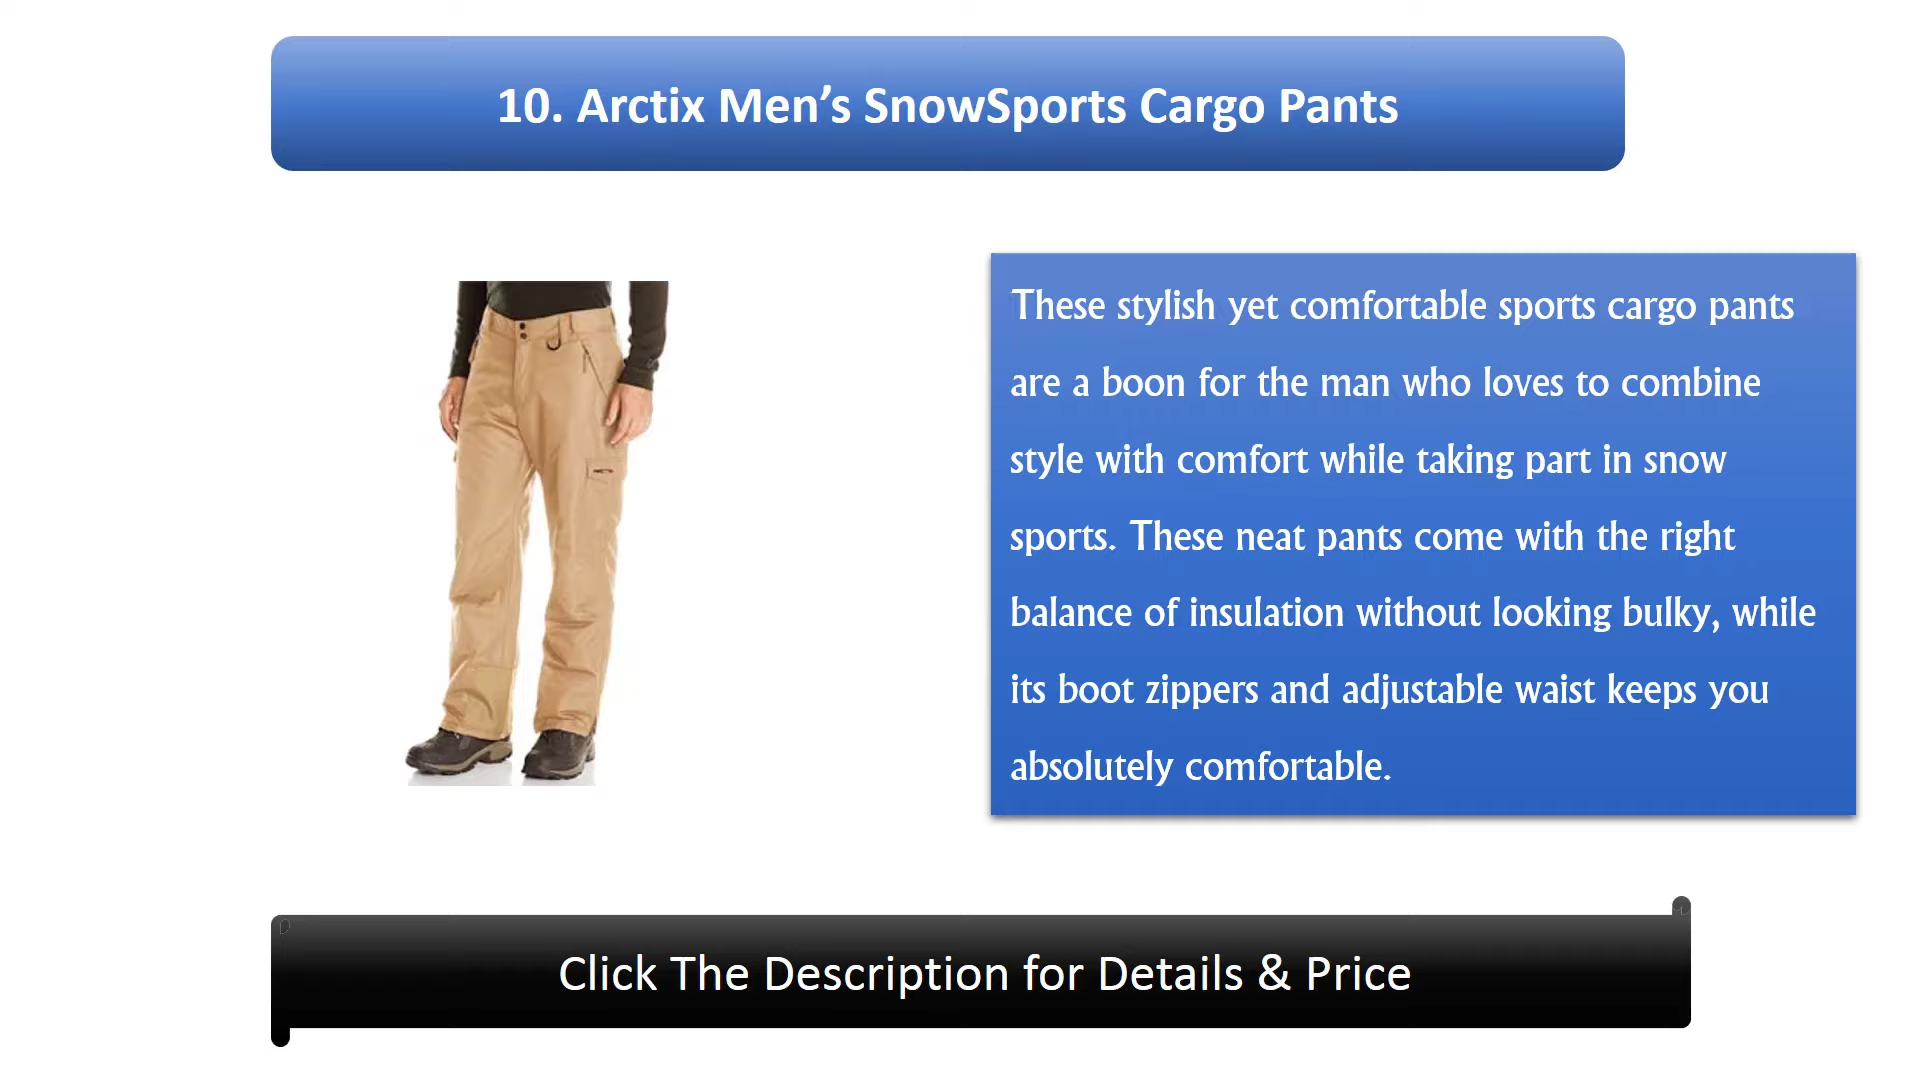 10. Arctix Men’s SnowSports Cargo Pants
These stylish yet comfortable sports cargo pants
are a boon for the man who loves to combine
style with comfort while taking part in snow
sports. These neat pants come with the right
balance of insulation without looking bulky, while
its boot zippers and adjustable waist keeps you
absolutely comfortable.
Click The Description for Details & Price